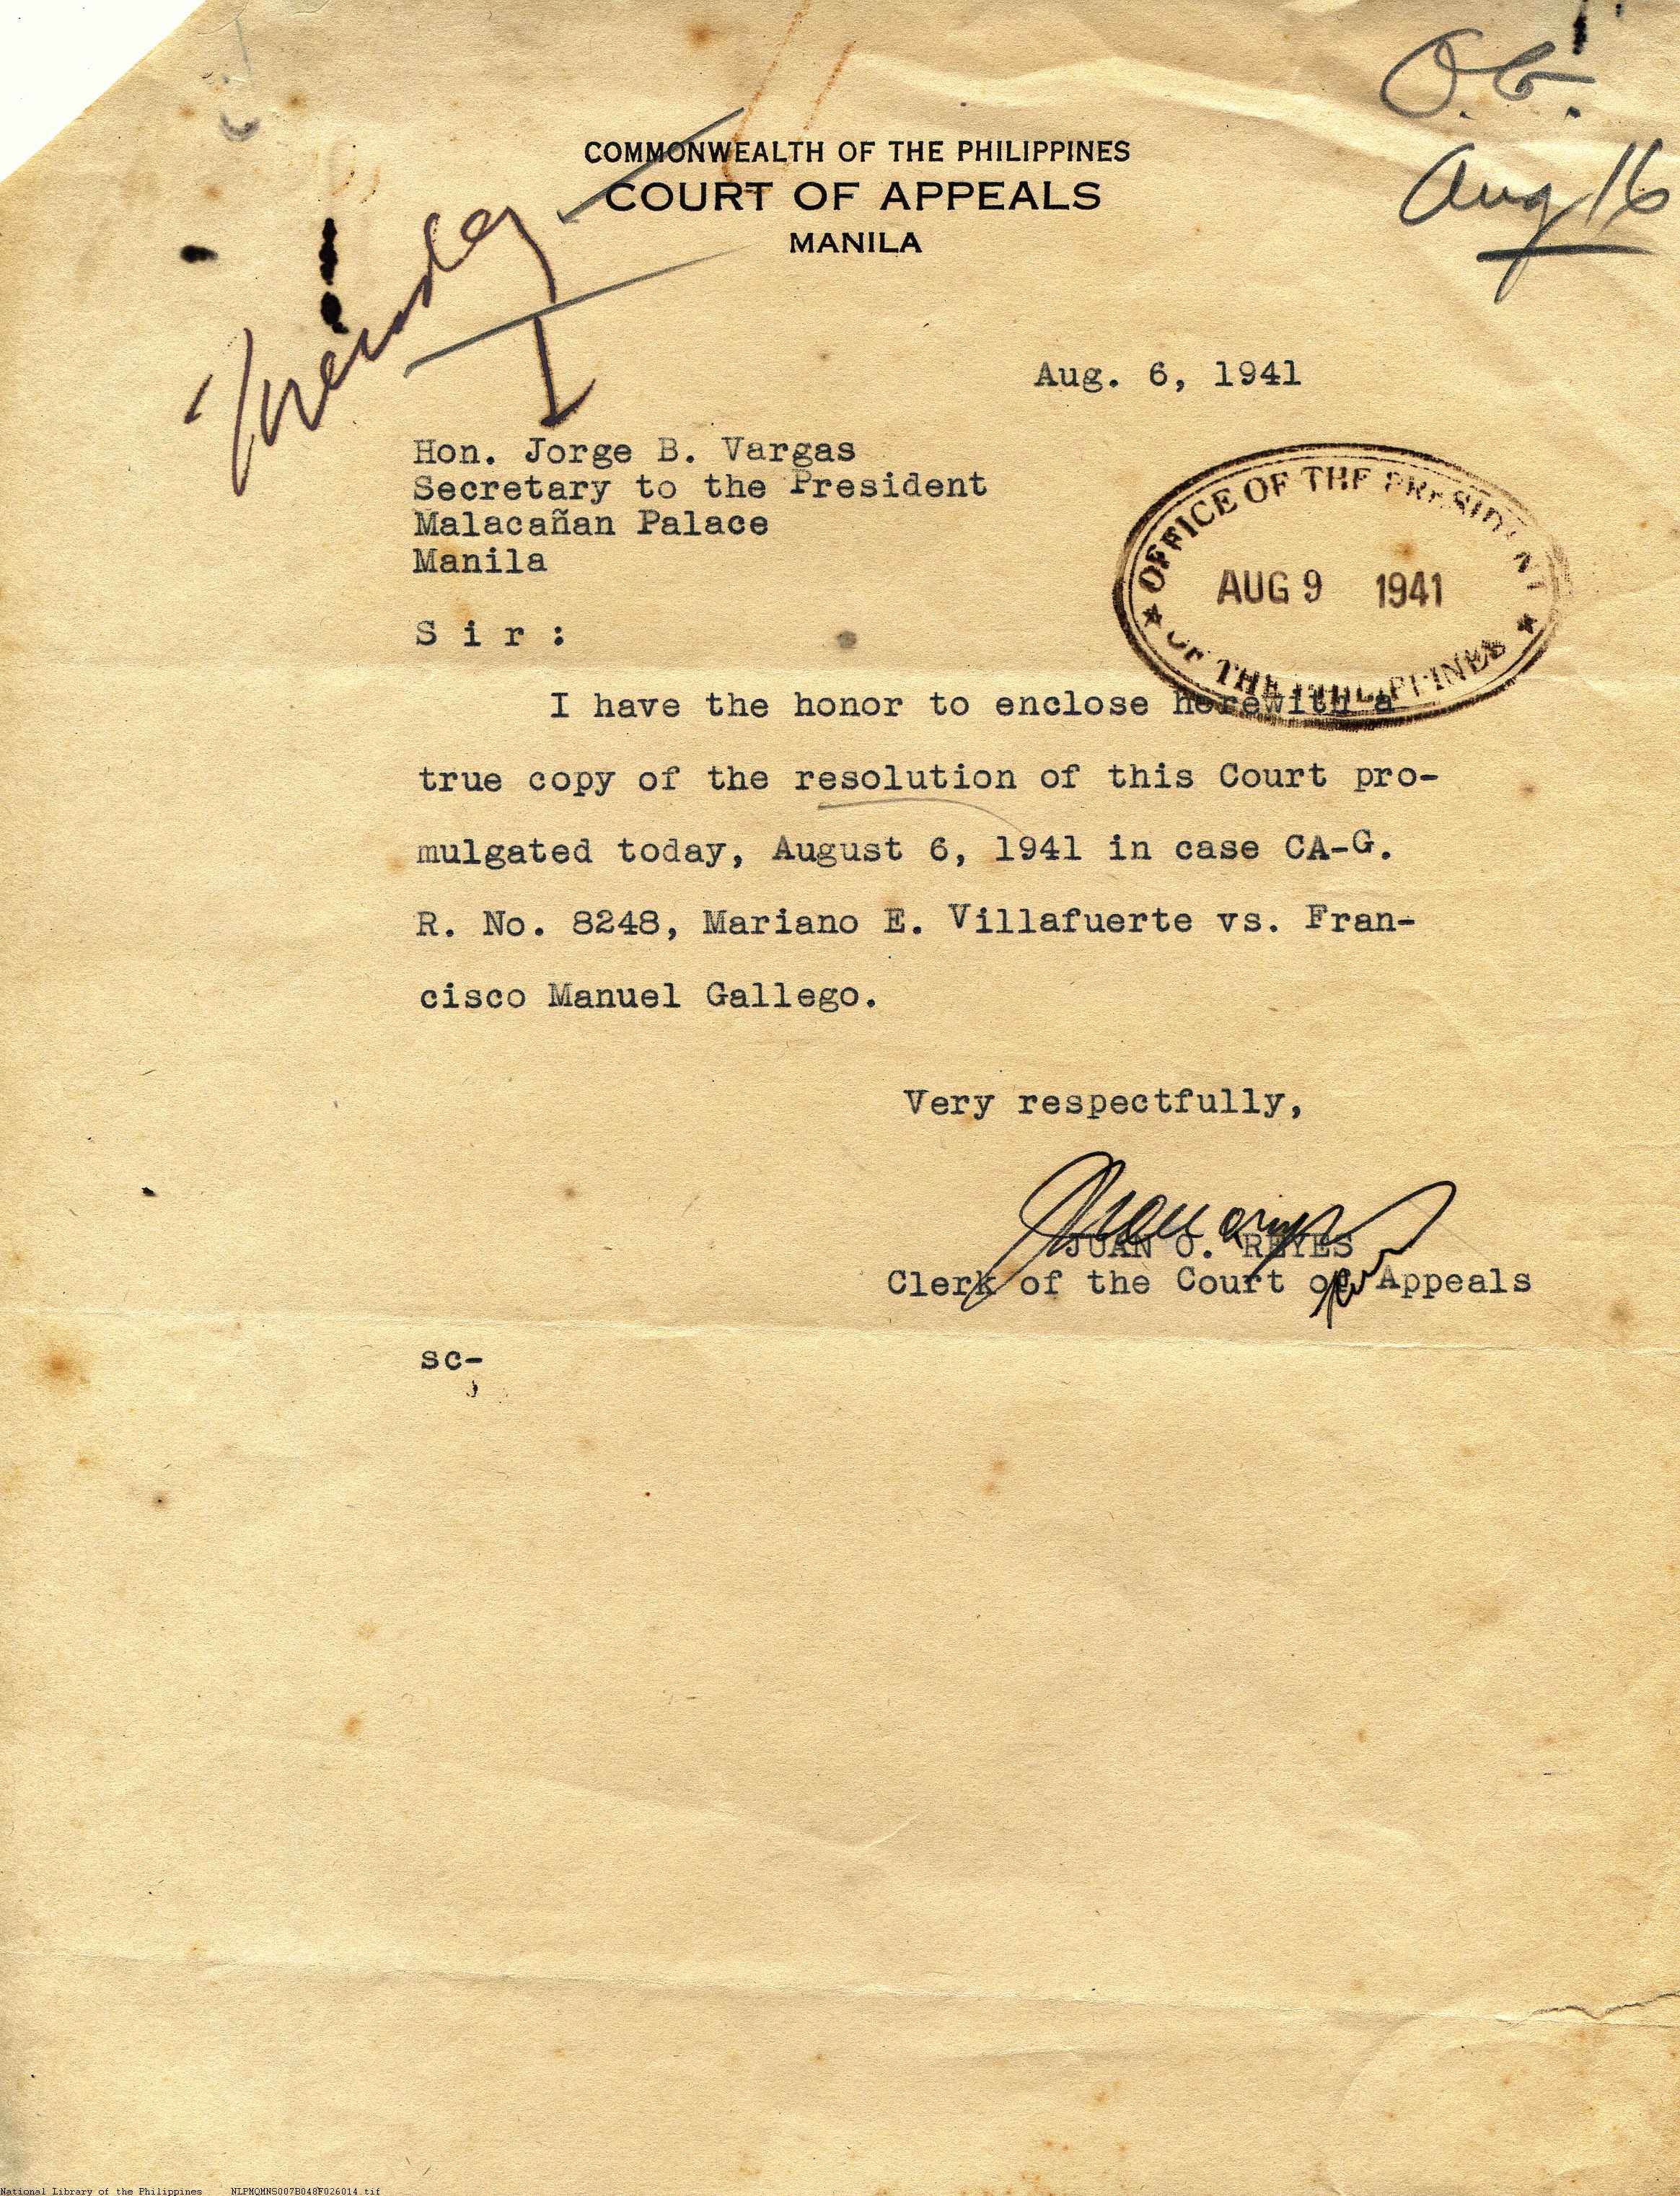 O.G.
Aug 16
COMMONWEALTH OF THE PHILIPPINES
COURT OF APPEALS
MANILA
Aug. 6, 1941
Hon. Jorge B. Vargas
Secretary to the President
Malacañan Palace
Manila
OFFICE OF THE PRESIDENT
AUG 9 1941
OF THE PHILIPPINES
S i r :
I have the honor to enclose herewith a
true copy of the resolution of this Court pro-
mulgated today, August 6, 1941 in case CA-G.
R. No. 8248, Mariano E. Villafuerte vs. Fran-
cisco Manuel Gallego.
Very respectfully,
JUAN O. REYES
Clerk of the Court of Appeals
sc-
National Library of the Philippines NLPMQMNS007B048F026014.tif